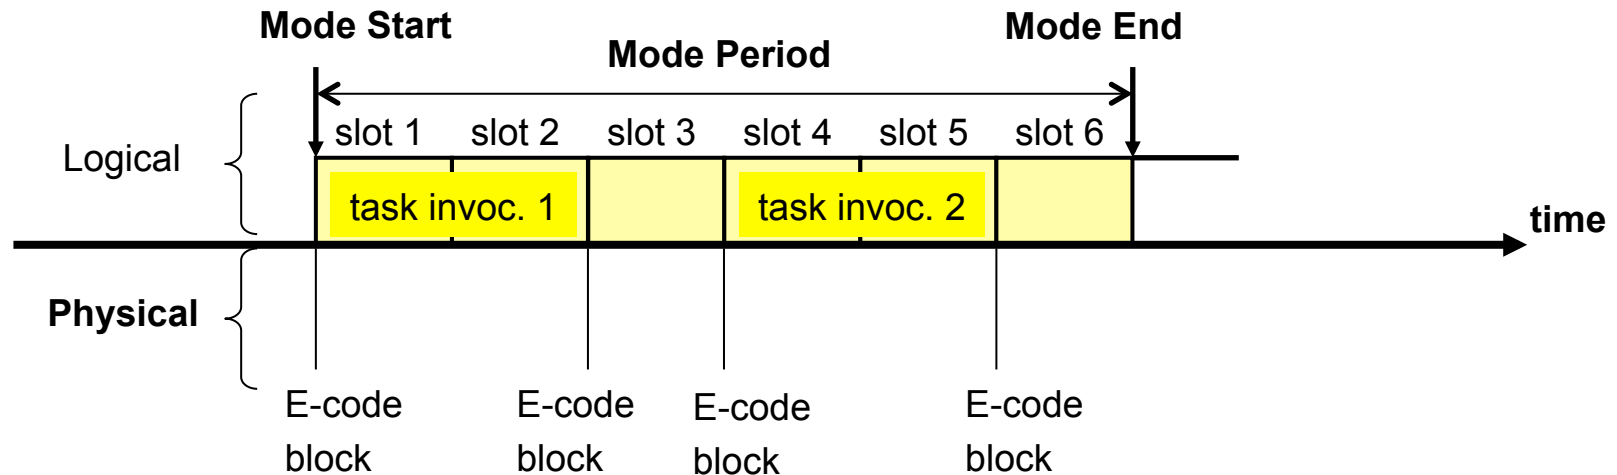 Mode Start
Mode End
Mode Period
slot 1 slot 2 slot 3 slot 4 slot 5 slot 6
Logical
task invoc. 1 task invoc. 2
time
Physical
E-code E-code E-code E-code
block block block block